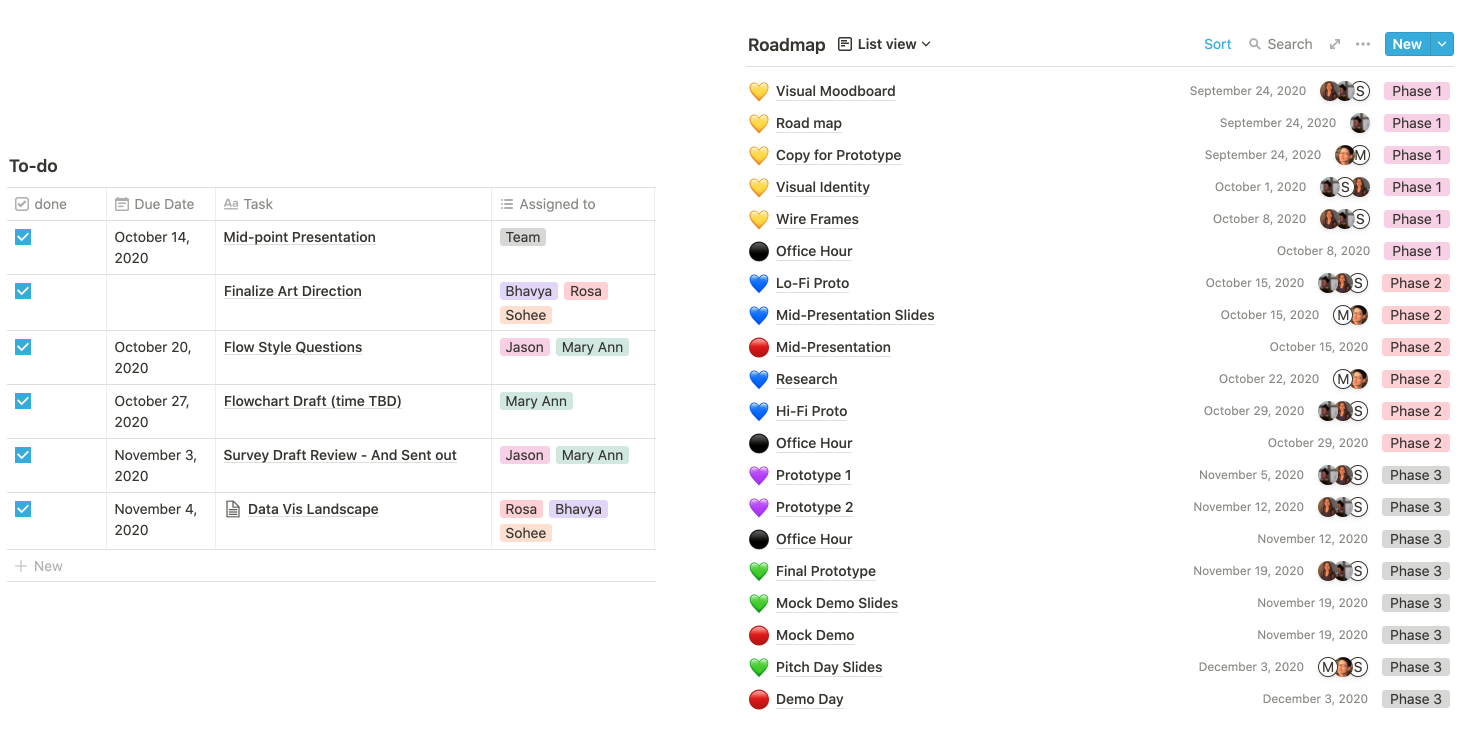 To-do
done Due Date Aa Task Assigned to
October 14, Mid-point Presentation Team
2020
Finalize Art Direction Bhavya Rosa
Sohee
October 20, Flow Style Questions Jason Mary Ann
2020
October 27, Flowchart Draft (time TBD) Mary Ann
2020
November 3, Survey Draft Review - And Sent out Jason Mary Ann
2020
November 4, Data Vis Landscape Rosa Bhavya
2020 Sohee
+ New
Roadmap List view Sort Search ••• New
Visual Moodboard September 24, 2020 S Phase 1
Road map September 24, 2020 Phase 1
Copy for Prototype September 24, 2020 M Phase 1
Visual Identity October 1, 2020 S Phase 1
Wire Frames October 8, 2020 S Phase 1
Office Hour October 8, 2020 Phase 1
Lo-Fi Proto October 15, 2020 S Phase 2
Mid-Presentation Slides October 15, 2020 M Phase 2
Mid-Presentation October 15, 2020 Phase 2
Research October 22, 2020 M Phase 2
Hi-Fi Proto October 29, 2020 S Phase 2
Office Hour October 29, 2020 Phase 2
Prototype 1 November 5, 2020 S Phase 3
Prototype 2 November 12, 2020 S Phase 3
Office Hour November 12, 2020 Phase 3
Final Prototype November 19, 2020 S Phase 3
Mock Demo Slides November 19, 2020 Phase 3
Mock Demo November 19, 2020 Phase 3
Pitch Day Slides December 3, 2020 M S Phase 3
Demo Day December 3, 2020 Phase 3